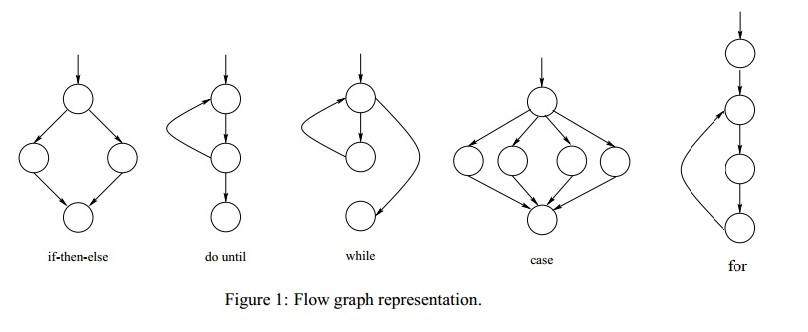 if-then-else
do until
while
case
for
Figure 1: Flow graph representation.